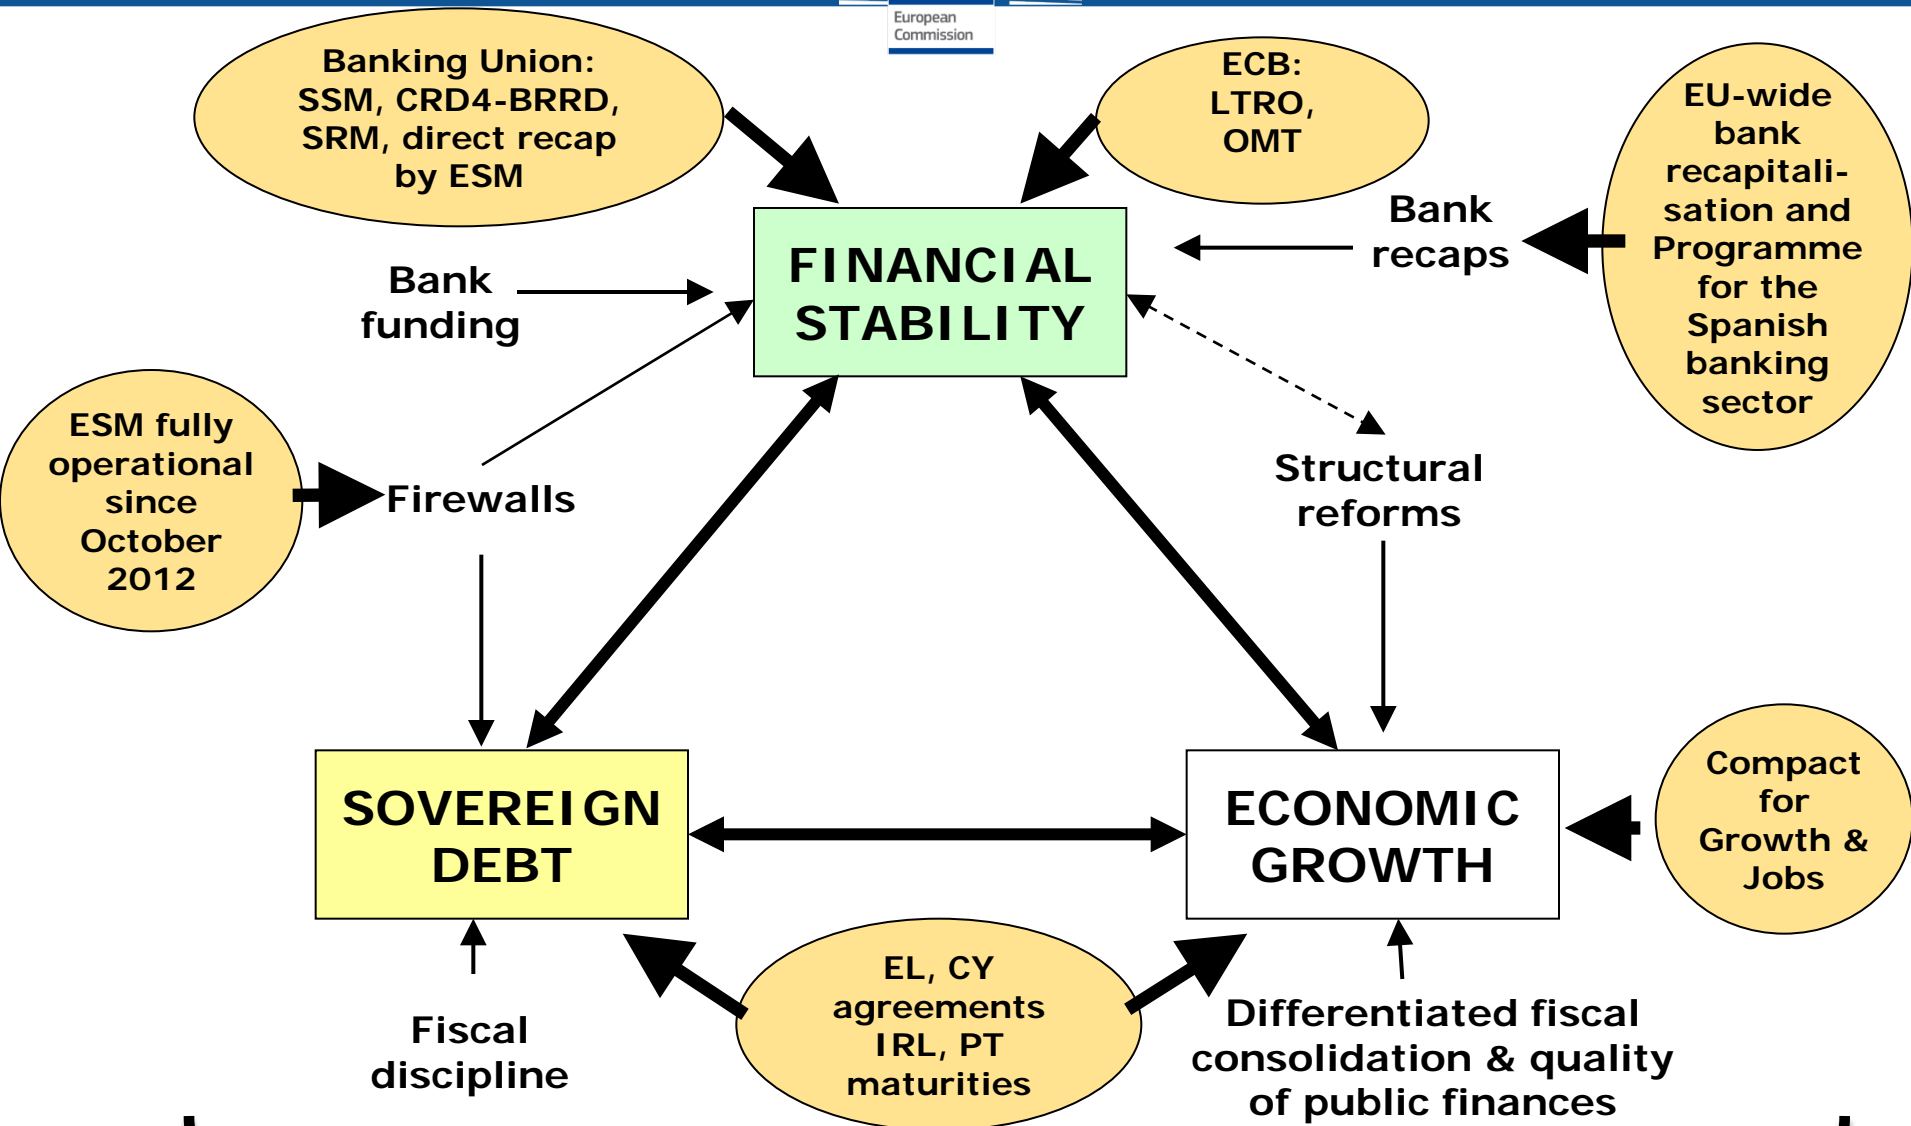 European
Commission
Banking Union:
SSM, CRD4-BRRD,
SRM, direct recap
by ESM
ECB:
LTRO,
OMT
EU-wide
bank
recapitali-
sation and
Programme
for the
Spanish
banking
sector
Bank
recaps
FINANCIAL
STABILITY
Bank
funding
ESM fully
operational
since
October
2012
Firewalls
Structural
reforms
SOVEREIGN
DEBT
ECONOMIC
GROWTH
Compact
for
Growth &
Jobs
Fiscal
discipline
EL, CY
agreements
IRL, PT
maturities
Differentiated fiscal
consolidation & quality
of public finances